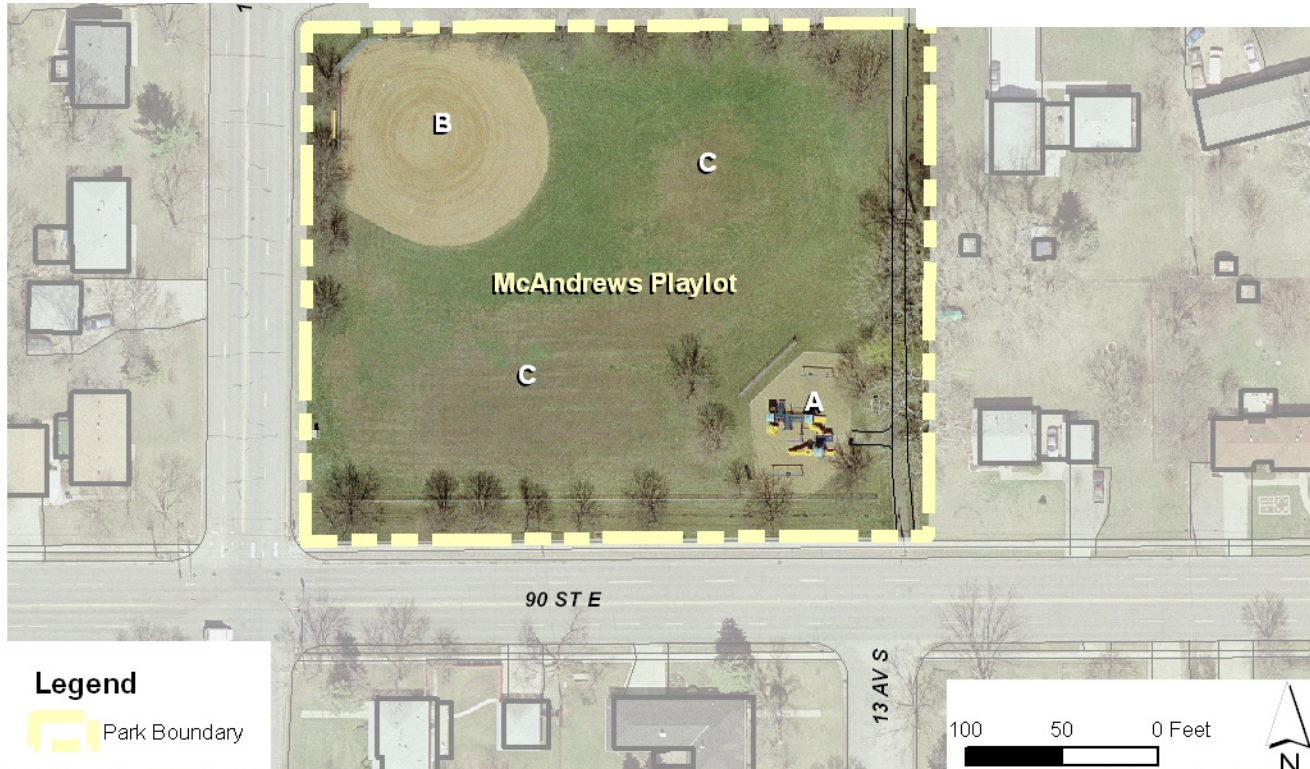 B
C
McAndrews Playlot
C
A
90 ST E
13 AV S
Legend
Park Boundary
100 50 0 Feet
N